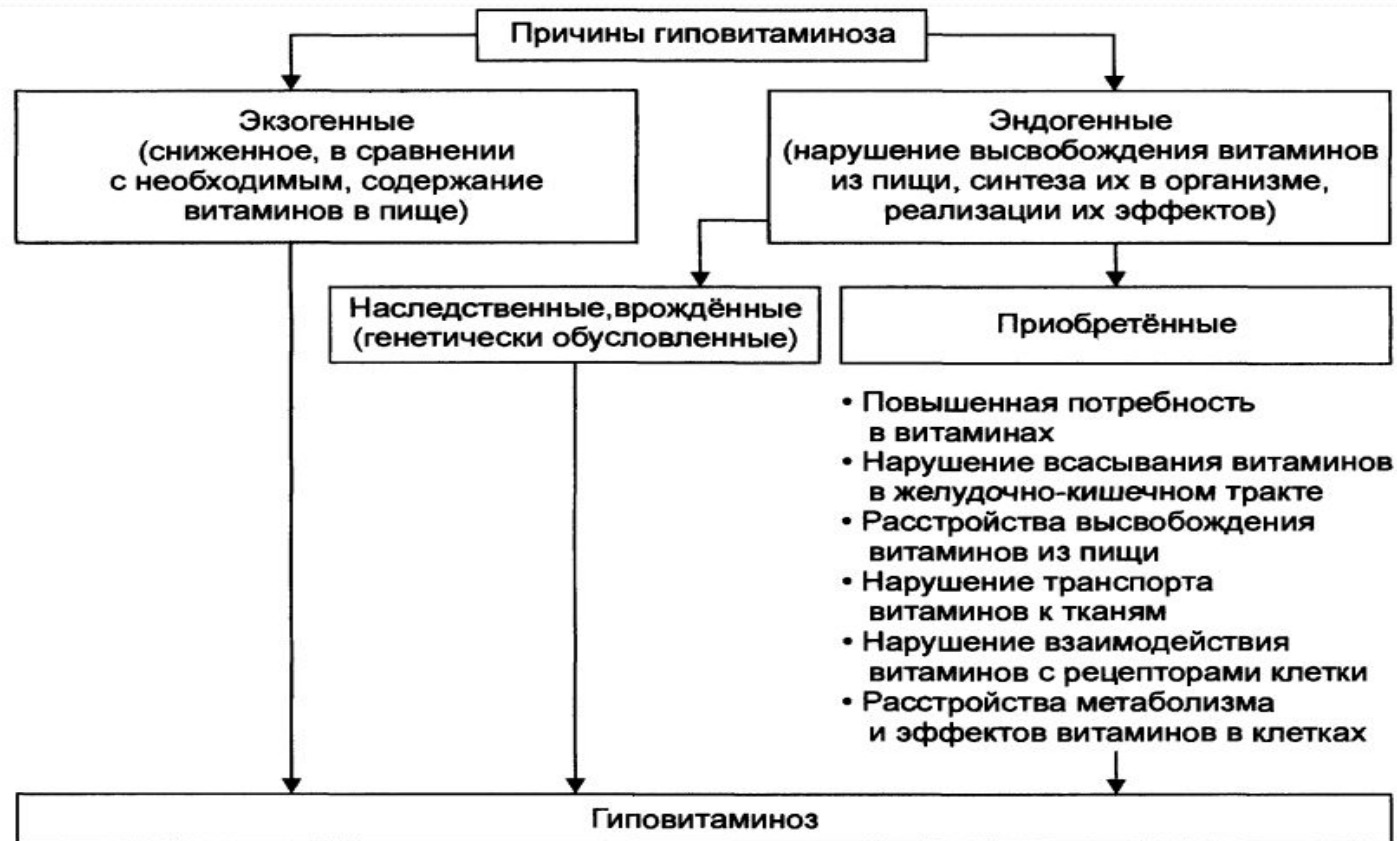 Причины гиповитаминоза
Экзогенные
(сниженное, в сравнении
с необходимым, содержание
витаминов в пище)
Эндогенные
(нарушение высвобождения витаминов
из пищи, синтеза их в организме,
реализации их эффектов)
Наследственные,врождённые
(генетически обусловленные)
Приобретённые
• Повышенная потребность
в витаминах
• Нарушение всасывания витаминов
в желудочно-кишечном тракте
• Расстройства высвобождения
витаминов из пищи
• Нарушение транспорта
витаминов к тканям
• Нарушение взаимодействия
витаминов с рецепторами клетки
• Расстройства метаболизма
и эффектов витаминов в клетках
Гиповитаминоз